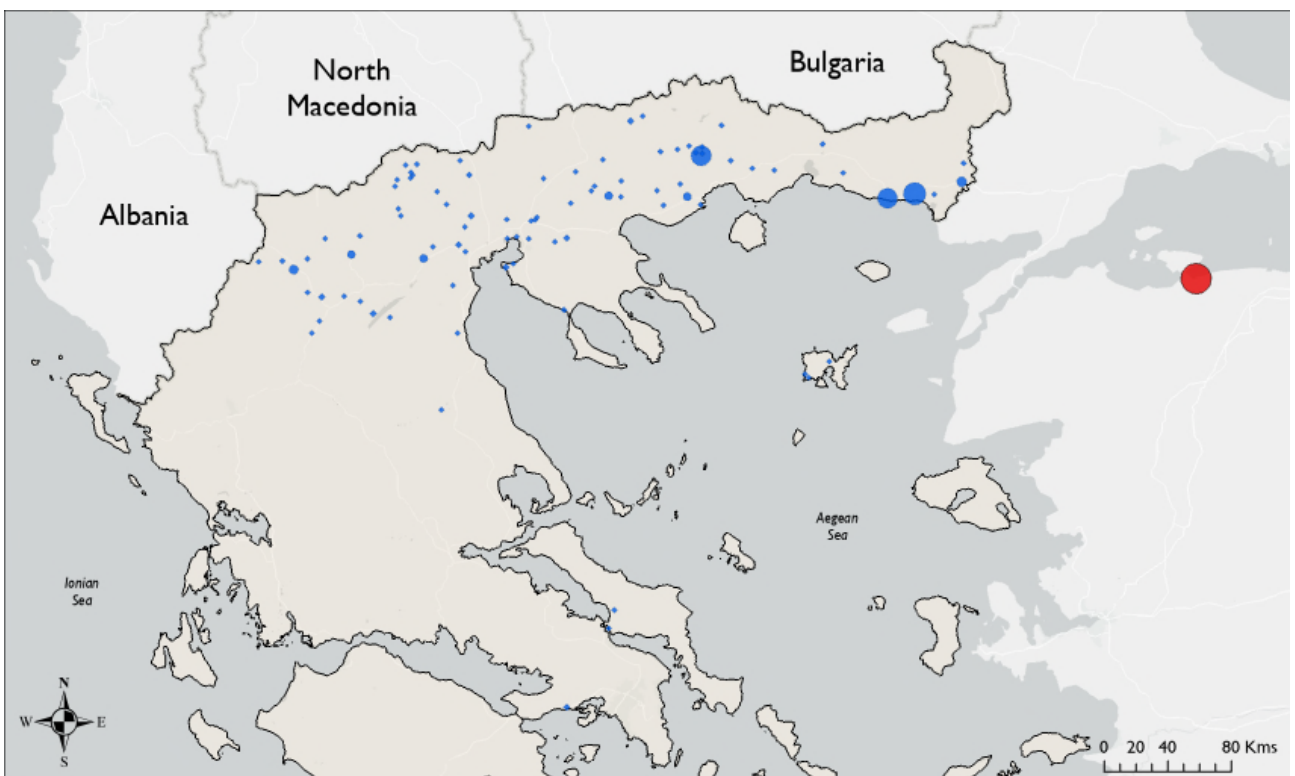 North
Macedonia
Bulgaria
Albania
Aegean
Sea
Ionian
Sea
N
W E
S
0 20 40 80 Kms